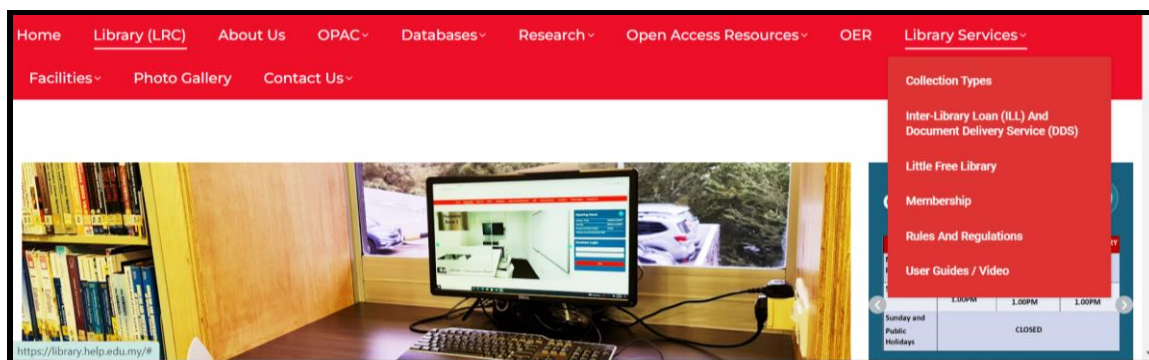 Home Library (LRC) About Us OPAC Databases Research Open Access Resources OER Library Services
Facilities Photo Gallery Contact Us
Collection Types
Inter-Library Loan (ILL) And
Document Delivery Service (DDS)
Little Free Library
Membership
Rules And Regulations
User Guides / Video
1.00PM 1.00PM 1.00PM
Sunday and
Public
Holidays
CLOSED
DELL
https://library.help.edu.my/#